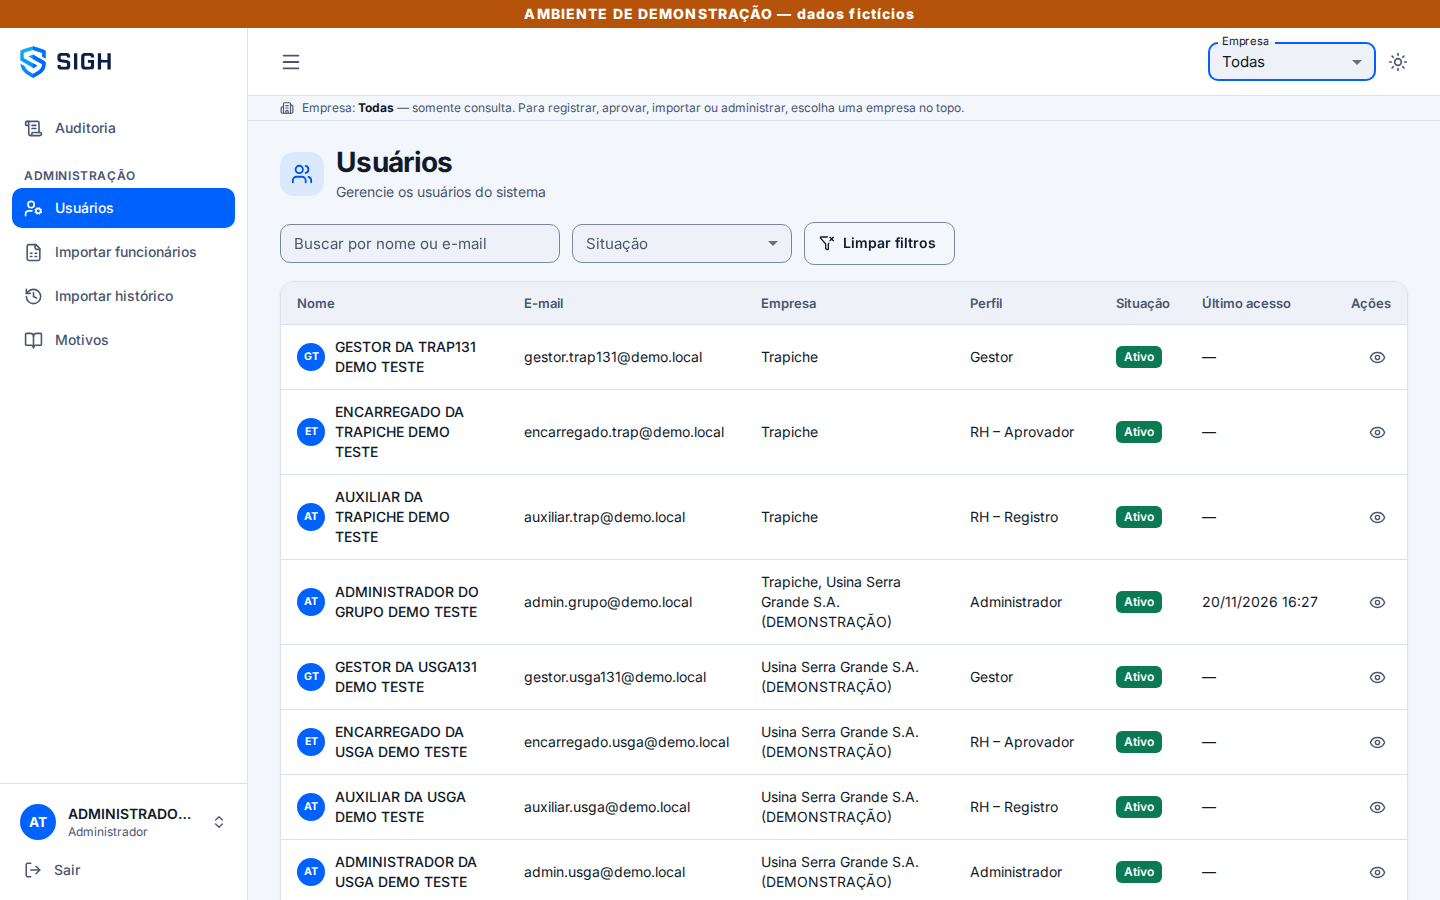 AMBIENTE DE DEMONSTRAÇÃO — dados fictícios
SIGH
Empresa
Todas
Auditoria
ADMINISTRAÇÃO
Usuários
Importar funcionários
Importar histórico
Motivos
Empresa: Todas — somente consulta. Para registrar, aprovar, importar ou administrar, escolha uma empresa no topo.
Usuários
Gerencie os usuários do sistema
Buscar por nome ou e-mail
Situação
Limpar filtros
Nome E-mail Empresa Perfil Situação Último acesso Ações
GT GESTOR DA TRAP131
DEMO TESTE
gestor.trap131@demo.local Trapiche Gestor Ativo —
ET ENCARREGADO DA
TRAPICHE DEMO
TESTE
encarregado.trap@demo.local Trapiche RH – Aprovador Ativo —
AT AUXILIAR DA
TRAPICHE DEMO
TESTE
auxiliar.trap@demo.local Trapiche RH – Registro Ativo —
AT ADMINISTRADOR DO
GRUPO DEMO TESTE
admin.grupo@demo.local
Trapiche, Usina Serra
Grande S.A.
(DEMONSTRAÇÃO)
Administrador Ativo 20/11/2026 16:27
GT GESTOR DA USGA131
DEMO TESTE
gestor.usga131@demo.local
Usina Serra Grande S.A.
(DEMONSTRAÇÃO)
Gestor Ativo —
ET ENCARREGADO DA
USGA DEMO TESTE
encarregado.usga@demo.local
Usina Serra Grande S.A.
(DEMONSTRAÇÃO)
RH – Aprovador Ativo —
AT AUXILIAR DA USGA
DEMO TESTE
auxiliar.usga@demo.local
Usina Serra Grande S.A.
(DEMONSTRAÇÃO)
RH – Registro Ativo —
AT ADMINISTRADOR DA
USGA DEMO TESTE
admin.usga@demo.local
Usina Serra Grande S.A.
(DEMONSTRAÇÃO)
Administrador Ativo —
AT ADMINISTRADO...
Administrador
Sair